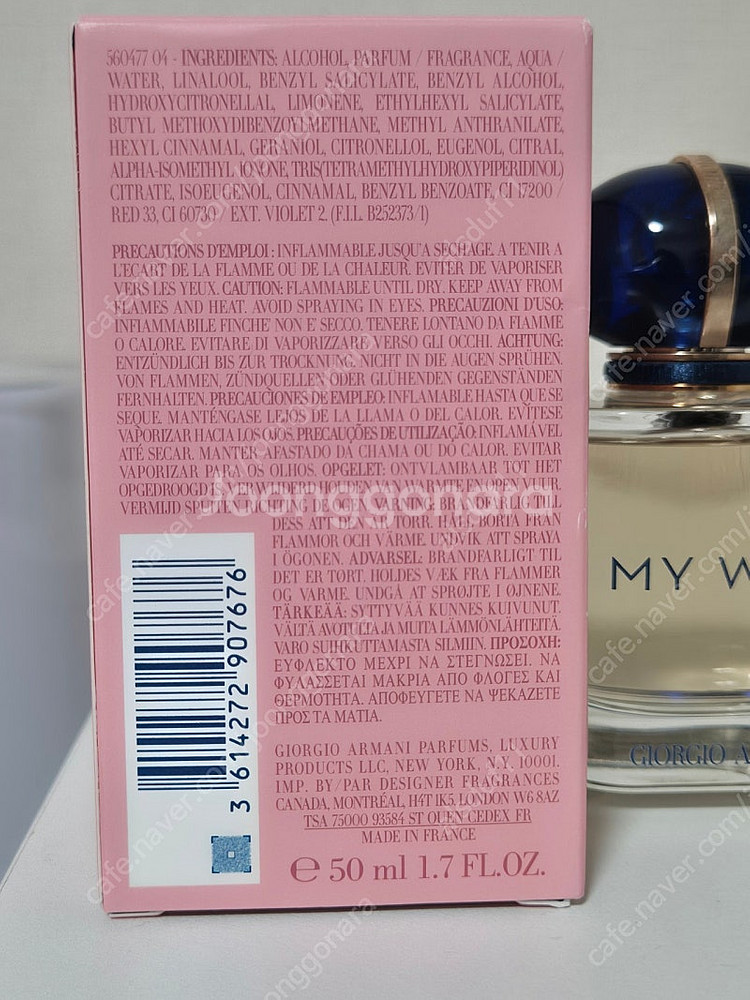 560477 04 - INGREDIENTS: ALCOHOL, PARFUM / FRAGRANCE, AQUA /
WATER, LINALOOL, BENZYL SALICYLATE, BENZYL ALCOHOL,
HYDROXYCITRONELLAL, LIMONENE, ETHYLHEXYL SALICYLATE,
BUTYL METHOXYDIBENZOYLMETHANE, METHYL ANTHRANILATE,
HEXYL CINNAMAL, GERANIOL, CITRONELLOL, EUGENOL, CITRAL,
ALPHA-ISOMETHYL IONONE, TRIS(TETRAMETHYLHYDROXYPIPERIDINOL)
CITRATE, ISOEUGENOL, CINNAMAL, BENZYL BENZOATE, CI 17200 /
RED 33, CI 60730 / EXT. VIOLET 2. (F.I.L. B252373/1)
PRECAUTIONS D'EMPLOI : INFLAMMABLE JUSQU'A SECHAGE. A TENIR A
L'ECART DE LA FLAMME OU DE LA CHALEUR. EVITER DE VAPORISER
VERS LES YEUX. CAUTION: FLAMMABLE UNTIL DRY. KEEP AWAY FROM
FLAMES AND HEAT. AVOID SPRAYING IN EYES. PRECAUZIONI D'USO:
INFIAMMABILE FINCHE' NON E' SECCO. TENERE LONTANO DA FIAMME
O CALORE. EVITARE DI VAPORIZZARE VERSO GLI OCCHI. ACHTUNG:
ENTZÜNDLICH BIS ZUR TROCKNUNG. NICHT IN DIE AUGEN SPRÜHEN.
VON FLAMMEN, ZÜNDQUELLEN ODER GLÜHENDEN GEGENSTÄNDEN
FERNHALTEN. PRECAUCIONES DE EMPLEO: INFLAMABLE HASTA QUE SE
SEQUE. MANTÉNGASE LEJOS DE LA LLAMA O DEL CALOR. EVÍTESE
VAPORIZAR HACIA LOS OJOS. PRECAUÇÕES DE UTILIZAÇÃO: INFLAMÁVEL
ATÉ SECAR. MANTER AFASTADO DA CHAMA OU DO CALOR. EVITAR
VAPORIZAR PARA OS OLHOS. OPGELET: ONTVLAMBAAR TOT HET
OPGEDROOGD IS. VERWIJDERD HOUDEN VAN WARMTE EN OPEN VUUR.
VERMIJD SPUITEN IN DE OGEN. VARNING: BRANDFARLIG TILL
DESS ATT DEN ÄR TORR. HÅLL BORTA FRÅN
FLAMMOR OCH VÄRME. UNDVIK ATT SPRAYA
I ÖGONEN. ADVARSEL: BRANDFARLIGT TIL
DET ER TØRT. HOLDES VÆK FRA FLAMMER
OG VARME. UNDGÅ AT SPRØJTE I ØJNENE.
TÄRKEÄÄ: SYTTYVÄÄ KUNNES KUIVUNUT.
VÄLTÄ AVOTULTA JA MUITA LÄMMÖNLÄHTEITÄ.
VARO SUIHKUTTAMASTA SILMIIN. ΠΡΟΣΟΧΗ:
ΕΥΦΛΕΚΤΟ ΜΕΧΡΙ ΝΑ ΣΤΕΓΝΩΣΕΙ. ΝΑ
ΦΥΛΑΣΣΕΤΑΙ ΜΑΚΡΙΑ ΑΠΟ ΦΛΟΓΕΣ ΚΑΙ
ΘΕΡΜΟΤΗΤΑ. ΑΠΟΦΕΥΓΕΤΕ ΝΑ ΨΕΚΑΖΕΤΕ
ΠΡΟΣ ΤΑ ΜΑΤΙΑ.
GIORGIO ARMANI PARFUMS, LUXURY
PRODUCTS LLC, NEW YORK, N.Y. 10001.
IMP. BY/PAR DESIGNER FRAGRANCES
CANADA, MONTRÉAL, H4T 1K5, LONDON W6 8AZ
TSA 75000 93584 ST OUEN CEDEX FR
MADE IN FRANCE
℮ 50 ml 1.7 FL.OZ.
3 614272 907676
MY W
GIORGIO A
Joonggonara